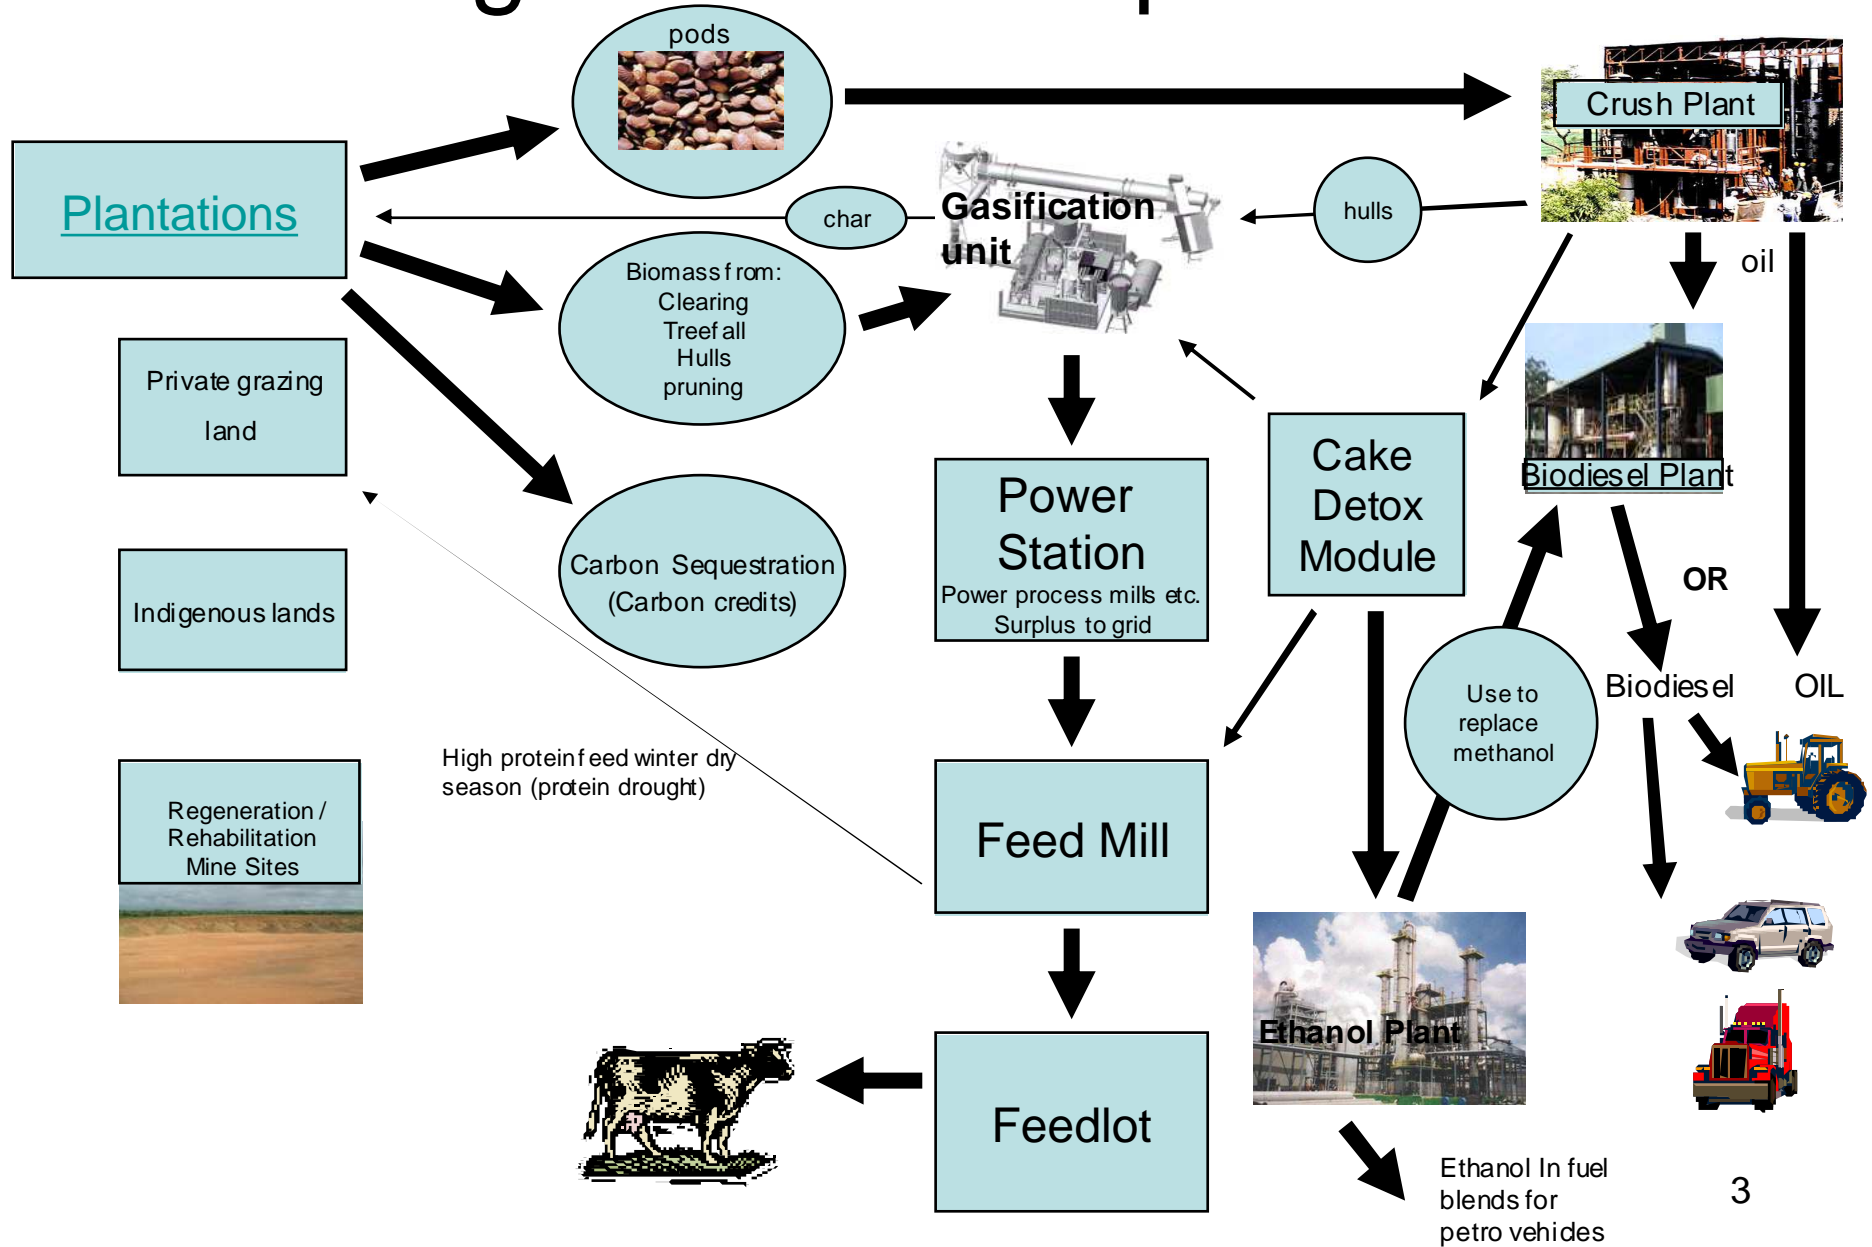 pods
Crush Plant
Plantations
char
Gasification
unit
hulls
oil
Biomass from:
Clearing
Treefall
Hulls
pruning
Private grazing
land
Cake
Detox
Module
Biodiesel Plant
Power
Station
Power process mills etc.
Surplus to grid
Carbon Sequestration
(Carbon credits)
OR
Indigenous lands
Use to
replace
methanol
Biodiesel
OIL
High protein feed winter dry
season (protein drought)
Regeneration /
Rehabilitation
Mine Sites
Feed Mill
Ethanol Plant
Feedlot
Ethanol In fuel
blends for
petro vehicles
3